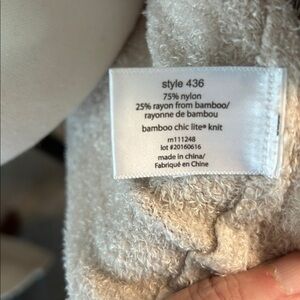 style 436
75% nylon
25% rayon from bamboo/
rayonne de bambou
bamboo chic lite® knit
rn111248
lot #20160616
made in china/
Fabriqué en Chine